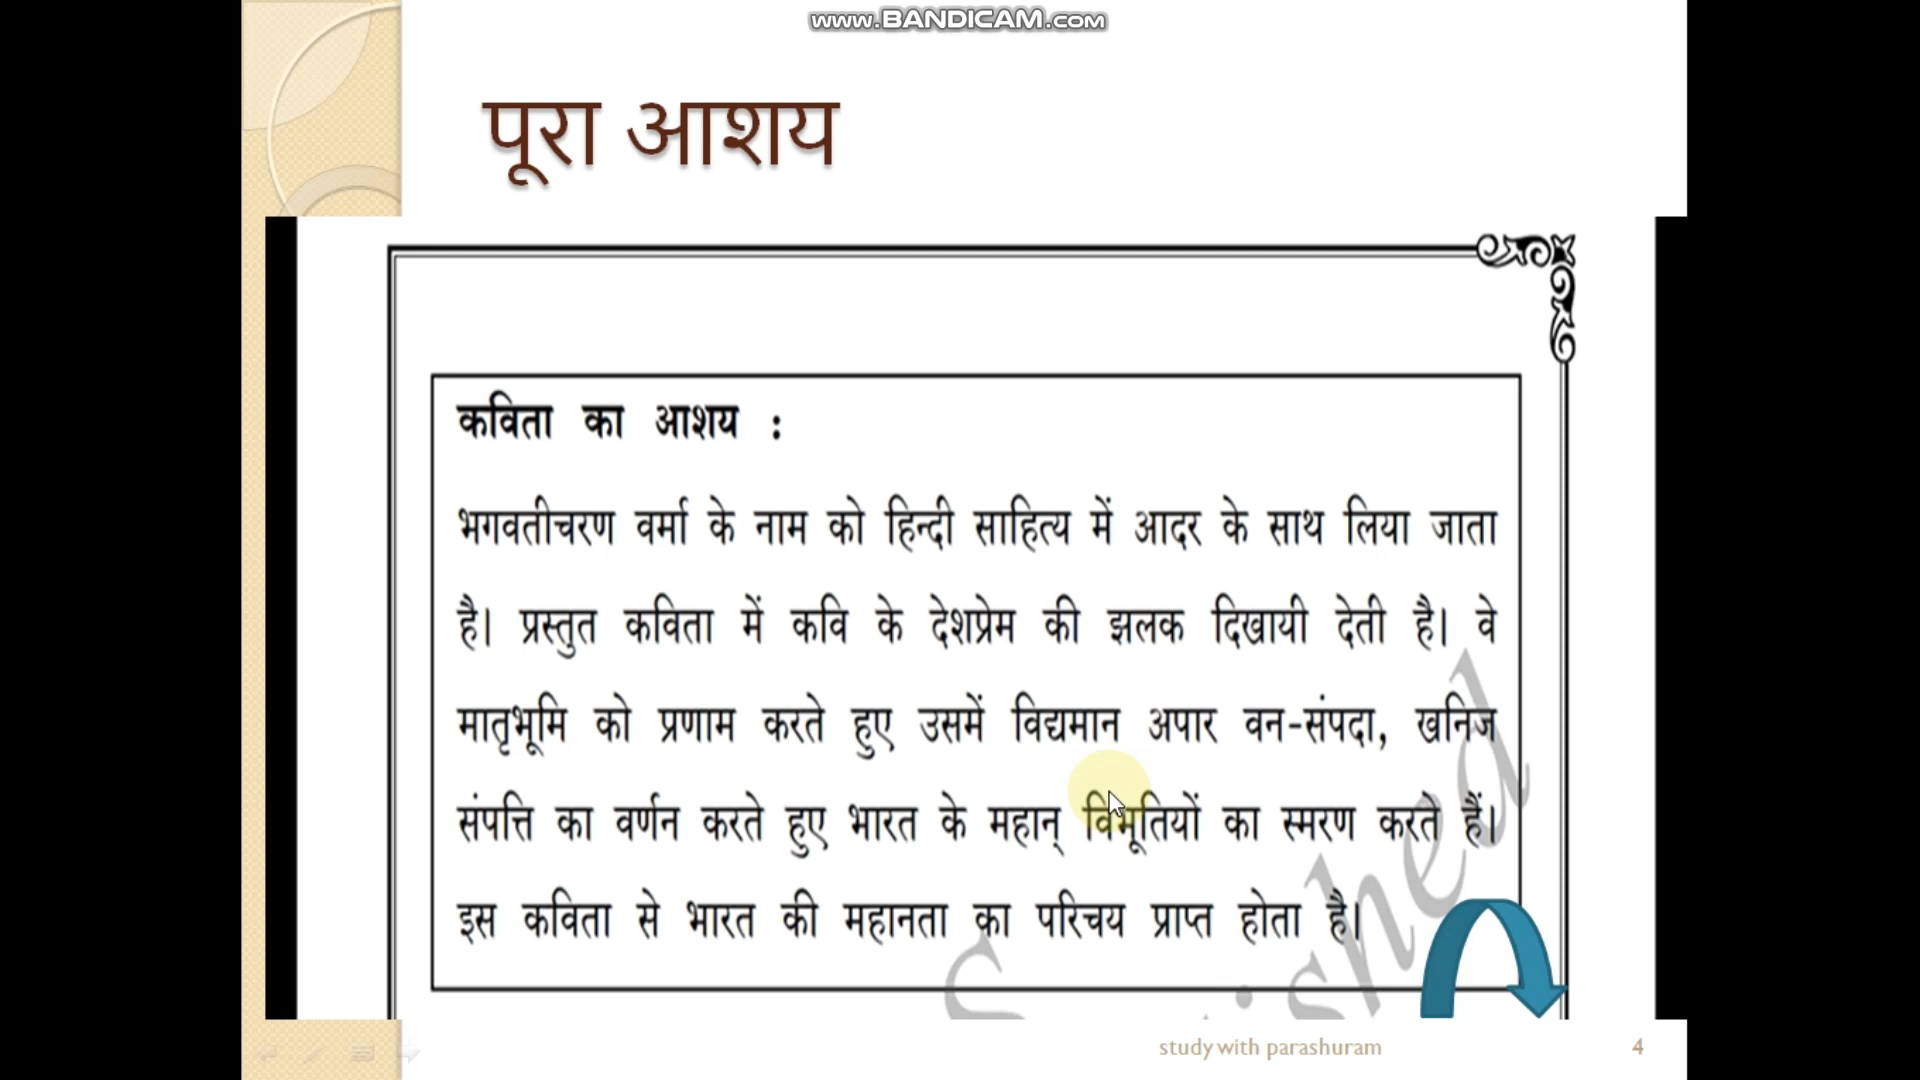 www.BANDICAM.com
पूरा आशय
कविता का आशय :
भगवतीचरण वर्मा के नाम को हिन्दी साहित्य में आदर के साथ लिया जाता
है। प्रस्तुत कविता में कवि के देशप्रेम की झलक दिखायी देती है। वे
मातृभूमि को प्रणाम करते हुए उसमें विद्यमान अपार वन-संपदा, खनिज
संपत्ति का वर्णन करते हुए भारत के महान् विभूतियों का स्मरण करते हैं।
इस कविता से भारत की महानता का परिचय प्राप्त होता है।
study with parashuram
4